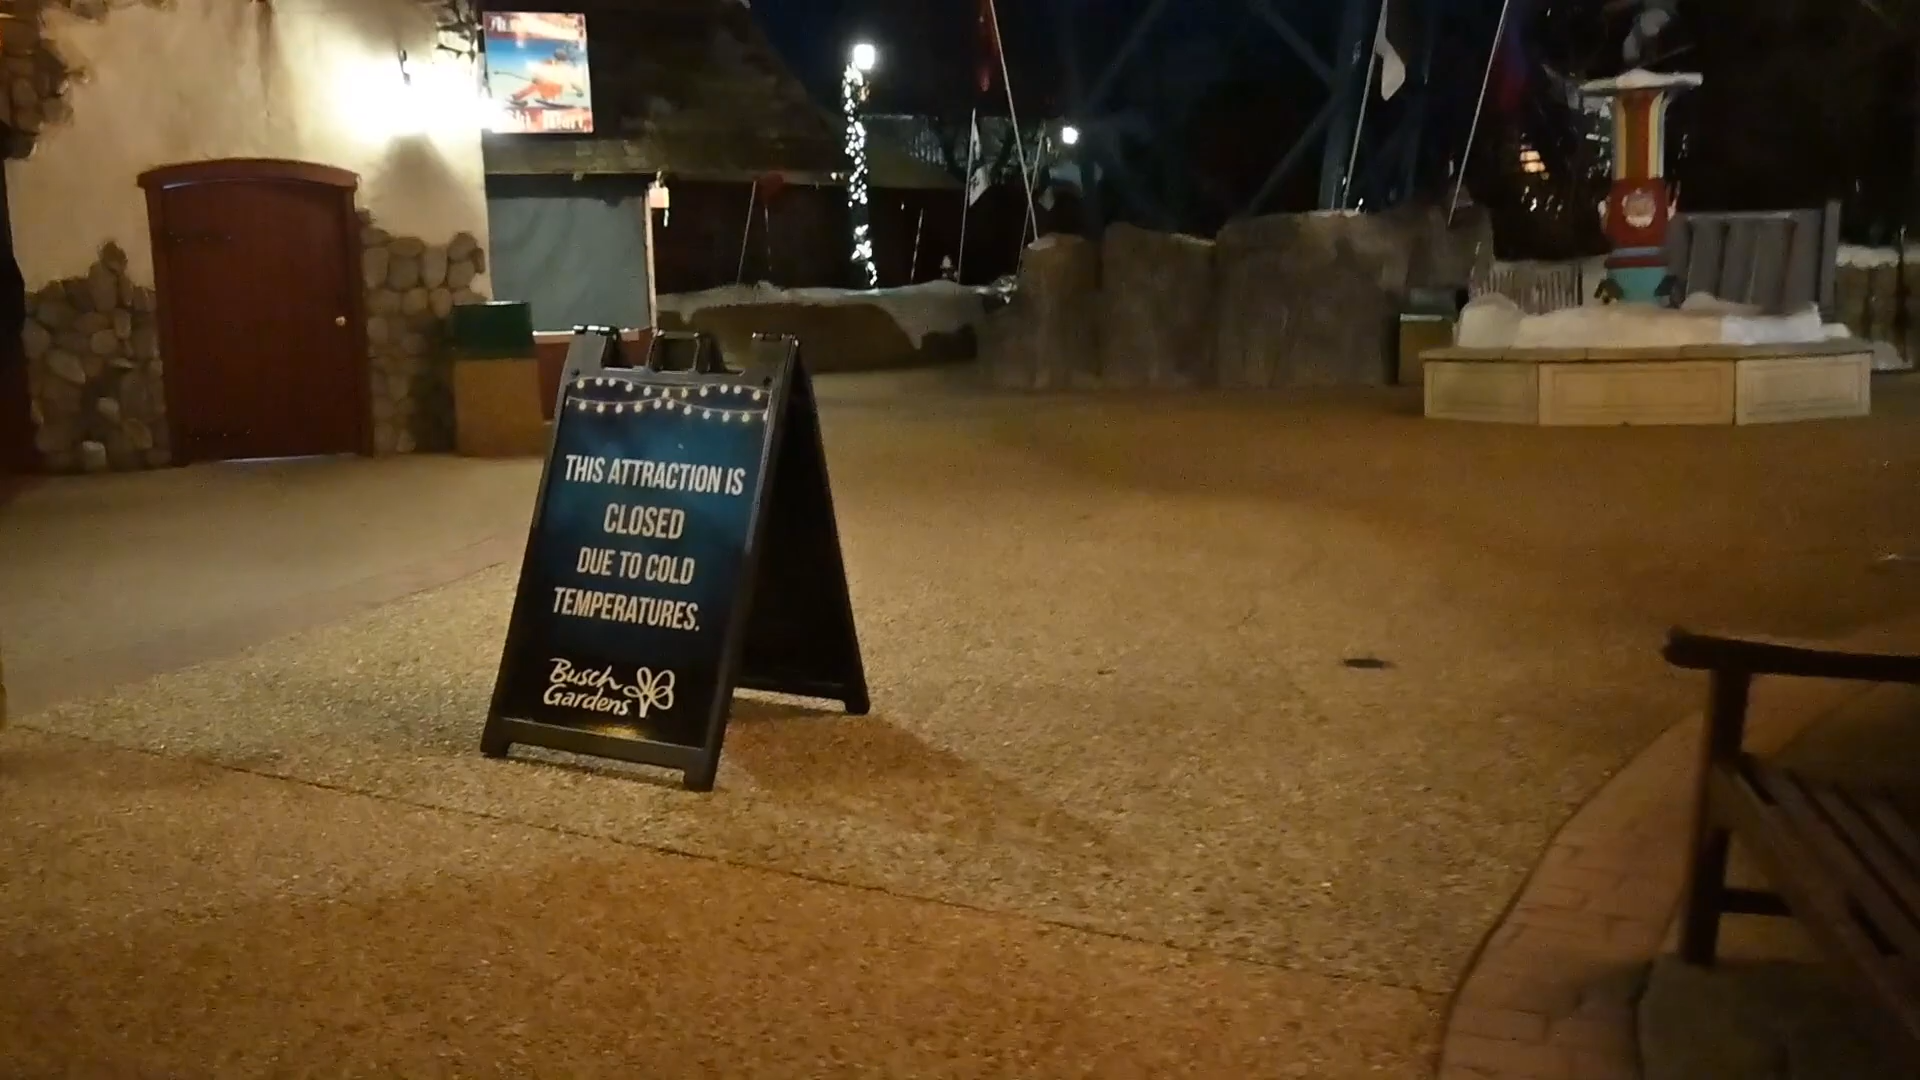 THIS ATTRACTION IS
CLOSED
DUE TO COLD
TEMPERATURES.
Busch
Gardens